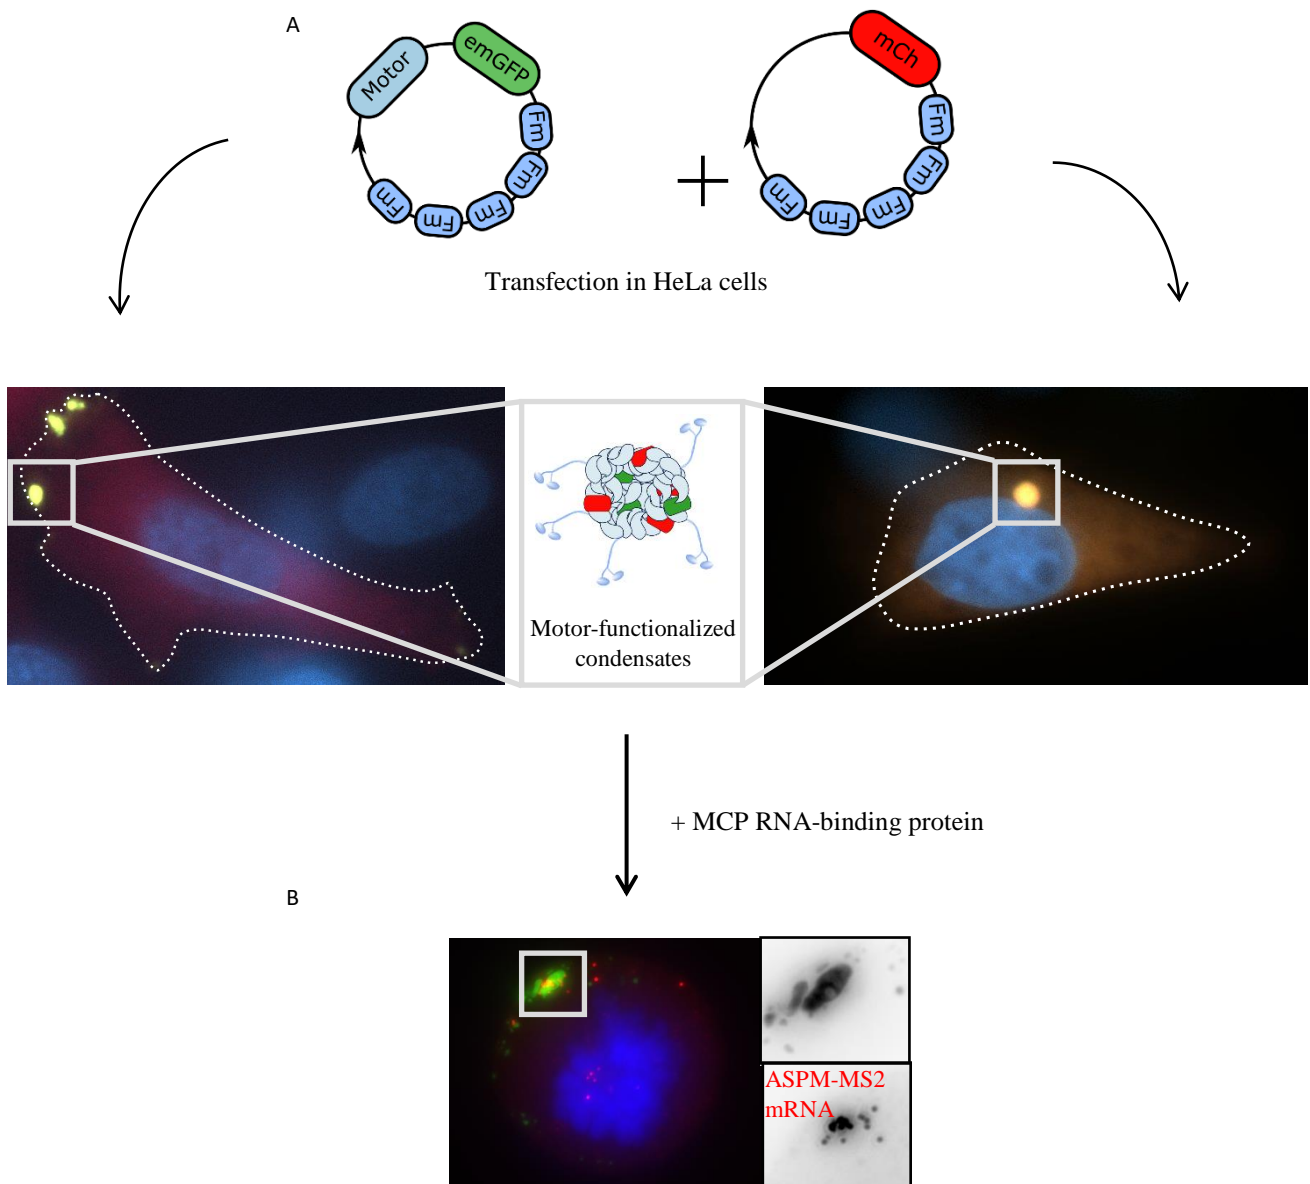 A
Motor
emGFP
Fm
Fm
Fm
Fm
Fm
mCh
Fm
Fm
Fm
Fm
Fm
Transfection in HeLa cells
Motor-functionalized
condensates
+ MCP RNA-binding protein
B
ASPM-MS2
mRNA